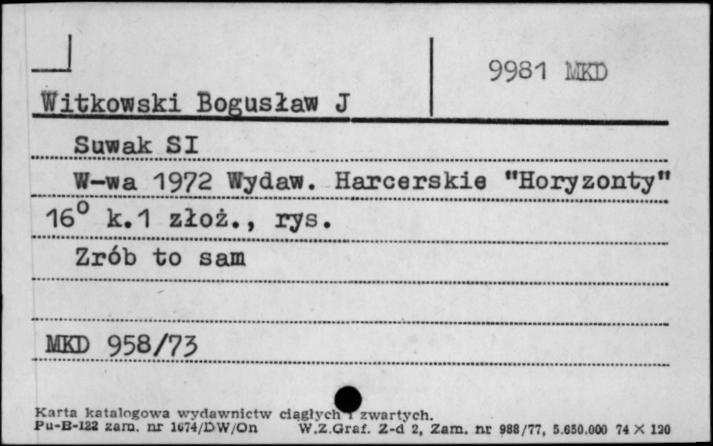 9981 MKD
Witkowski Bogusław J
Suwak SI
W-wa 1972 Wydaw. Harcerskie "Horyzonty"
16° k.1 złoż., rys.
Zrób to sam
MKD 958/73
Karta katalogowa wydawnictw ciągłych i zwartych.
Pu-B-122 zam. nr 1674/DW/On W.Z.Graf. Z-d 2, Zam. nr 988/77, 5.650.000 74 × 120